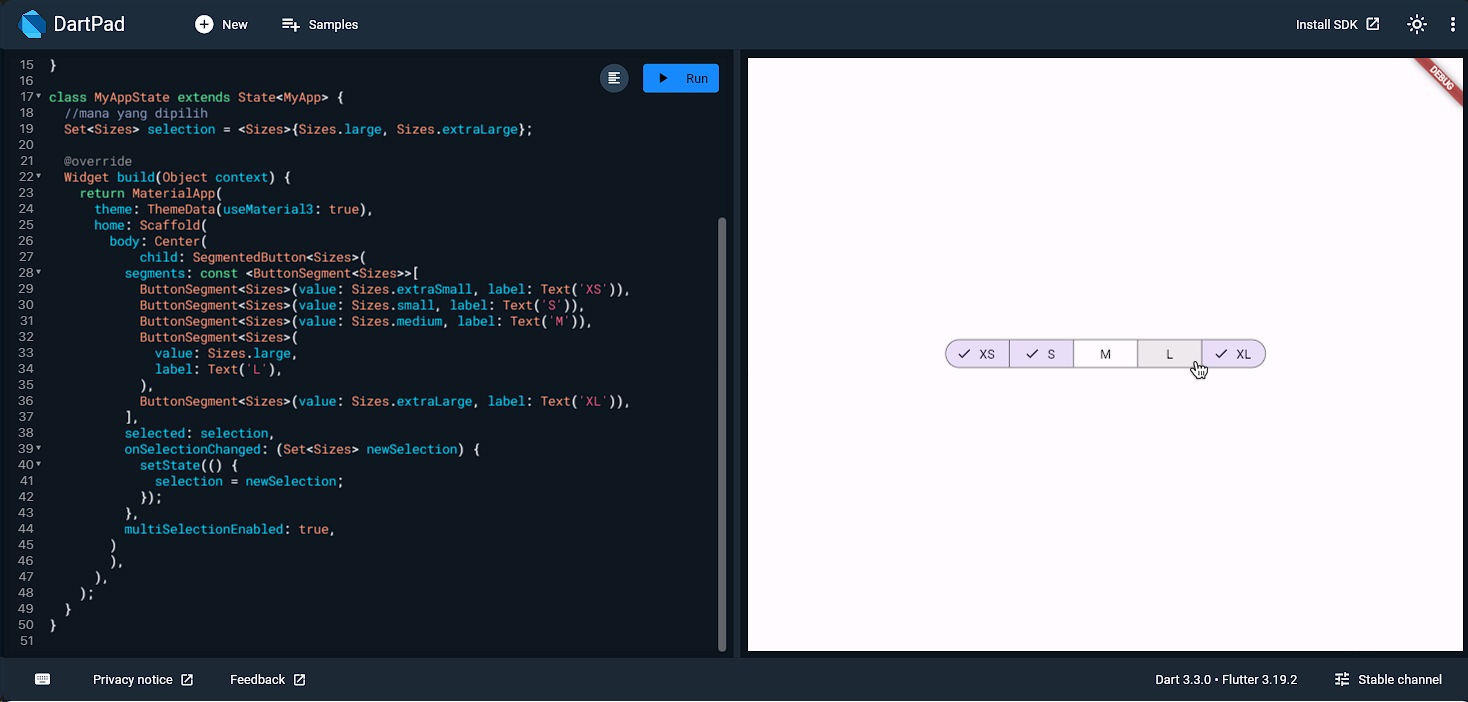 DartPad
New
Samples
Install SDK
15 }
16
17 class MyAppState extends State<MyApp> {
18 //mana yang dipilih
19 Set<Sizes> selection = <Sizes>{Sizes.large, Sizes.extraLarge};
20
21 @override
22 Widget build(Object context) {
23 return MaterialApp(
24 theme: ThemeData(useMaterial3: true),
25 home: Scaffold(
26 body: Center(
27 child: SegmentedButton<Sizes>(
28 segments: const <ButtonSegment<Sizes>>[
29 ButtonSegment<Sizes>(value: Sizes.extraSmall, label: Text('XS')),
30 ButtonSegment<Sizes>(value: Sizes.small, label: Text('S')),
31 ButtonSegment<Sizes>(value: Sizes.medium, label: Text('M')),
32 ButtonSegment<Sizes>(
33 value: Sizes.large,
34 label: Text('L'),
35 ),
36 ButtonSegment<Sizes>(value: Sizes.extraLarge, label: Text('XL')),
37 ],
38 selected: selection,
39 onSelectionChanged: (Set<Sizes> newSelection) {
40 setState(() {
41 selection = newSelection;
42 });
43 },
44 multiSelectionEnabled: true,
45 )
46 ),
47 ),
48 );
49 }
50 }
51
Run
DEBUG
XS S M L XL
Privacy notice
Feedback
Dart 3.3.0 • Flutter 3.19.2
Stable channel